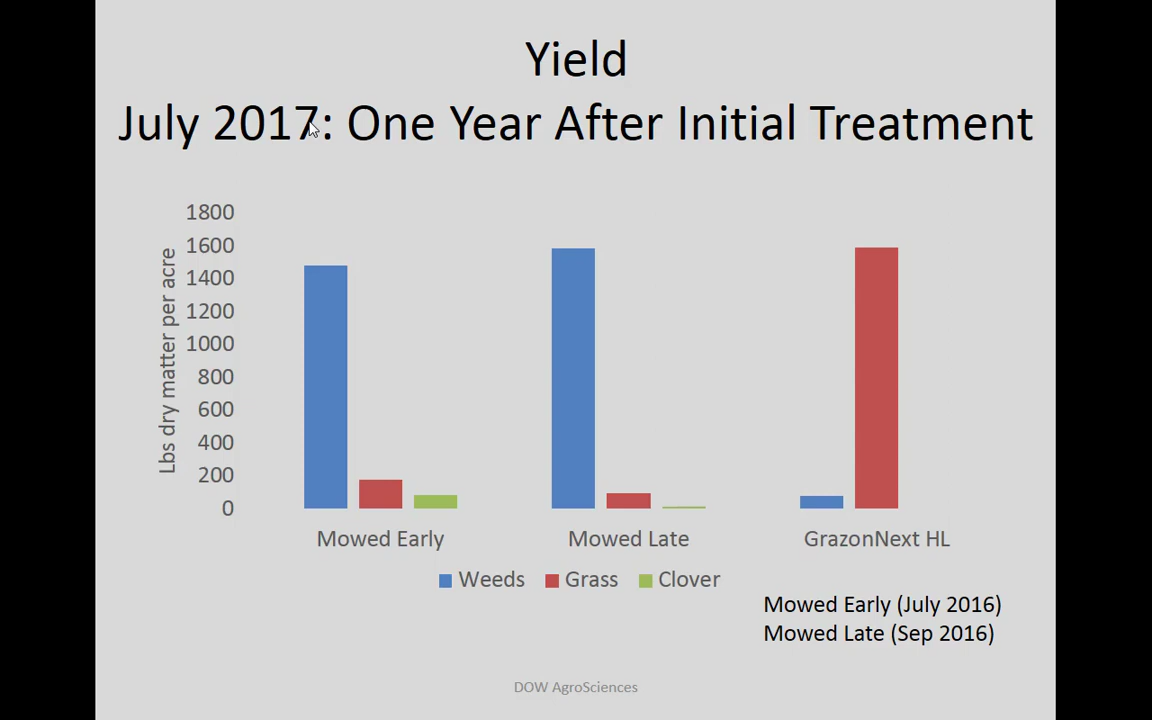 Yield
July 2017: One Year After Initial Treatment
1800
1600
1400
1200
1000
800
600
400
200
0
Lbs dry matter per acre
Mowed Early
Mowed Late
GrazonNext HL
Weeds
Grass
Clover
Mowed Early (July 2016)
Mowed Late (Sep 2016)
DOW AgroSciences